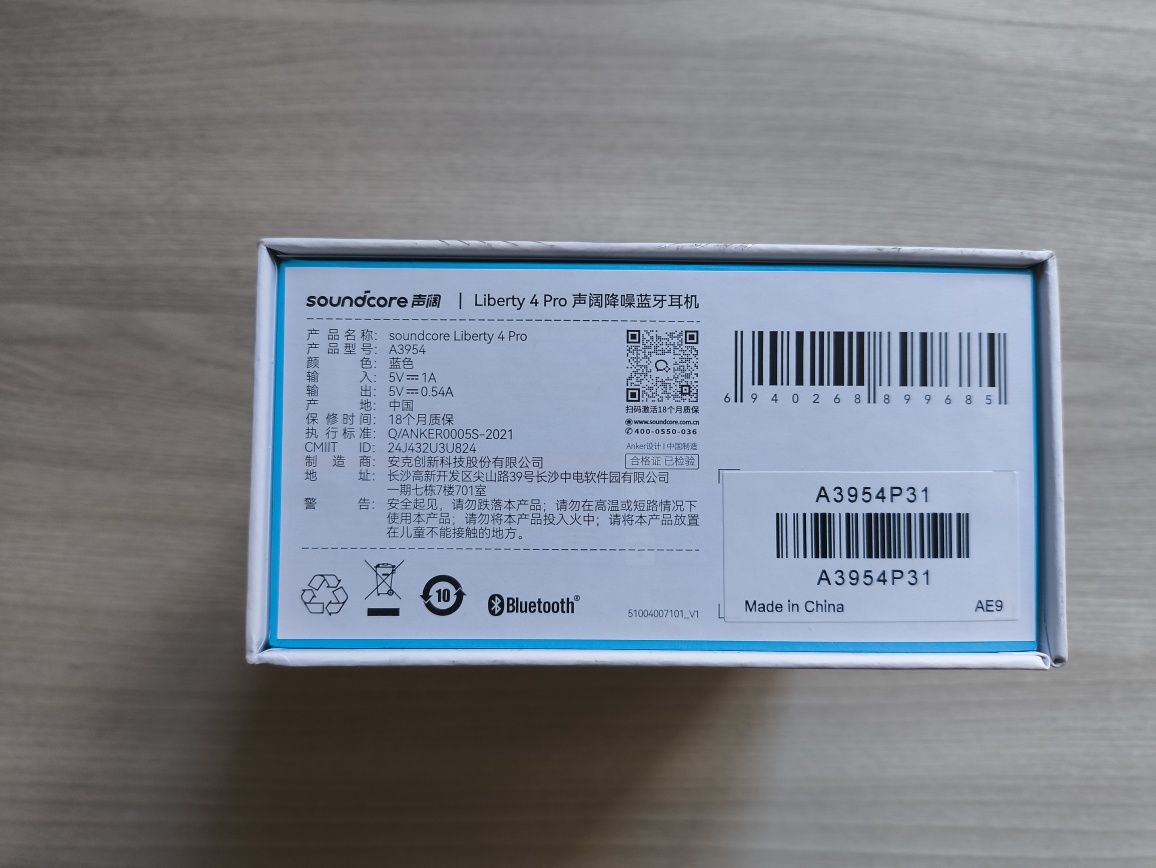 soundcore 声阔 | Liberty 4 Pro 声阔降噪蓝牙耳机
产品名称: soundcore Liberty 4 Pro
产品型号: A3954
颜色: 蓝色
输入: 5V⎓1A
输出: 5V⎓0.54A
产地: 中国
保修时间: 18个月质保
执行标准: Q/ANKER0005S-2021
CMIIT ID: 24J432U3U824
制造商: 安克创新科技股份有限公司
地址: 长沙高新开发区尖山路39号长沙中电软件园有限公司
一期七栋7楼701室
警告: 安全起见,请勿跌落本产品;请勿在高温或短路情况下
使用本产品;请勿将本产品投入火中;请将本产品放置
在儿童不能接触的地方。
扫码激活18个月质保
www.soundcore.com.cn
400-0550-036
Anker设计 | 中国制造
合格证 已检验
10
Bluetooth®
51004007101_V1
6 940268 899685
A3954P31
A3954P31
Made in China
AE9